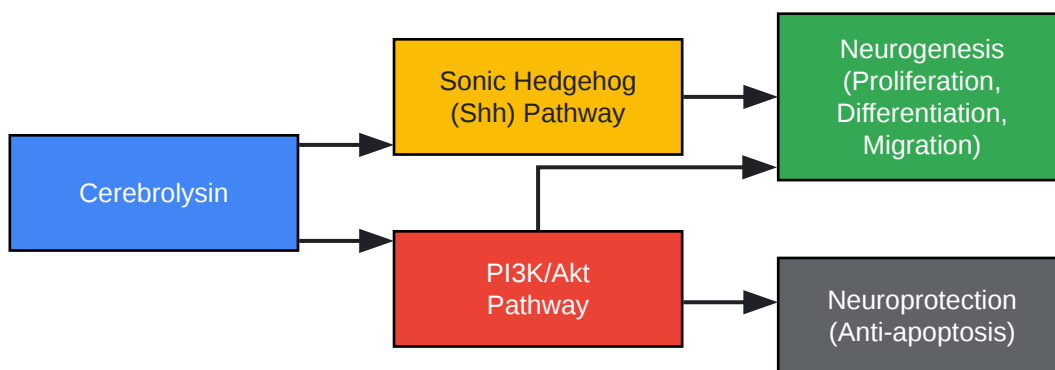 Cerebrolysin
Sonic Hedgehog
(Shh) Pathway
PI3K/Akt
Pathway
Neurogenesis
(Proliferation,
Differentiation,
Migration)
Neuroprotection
(Anti-apoptosis)